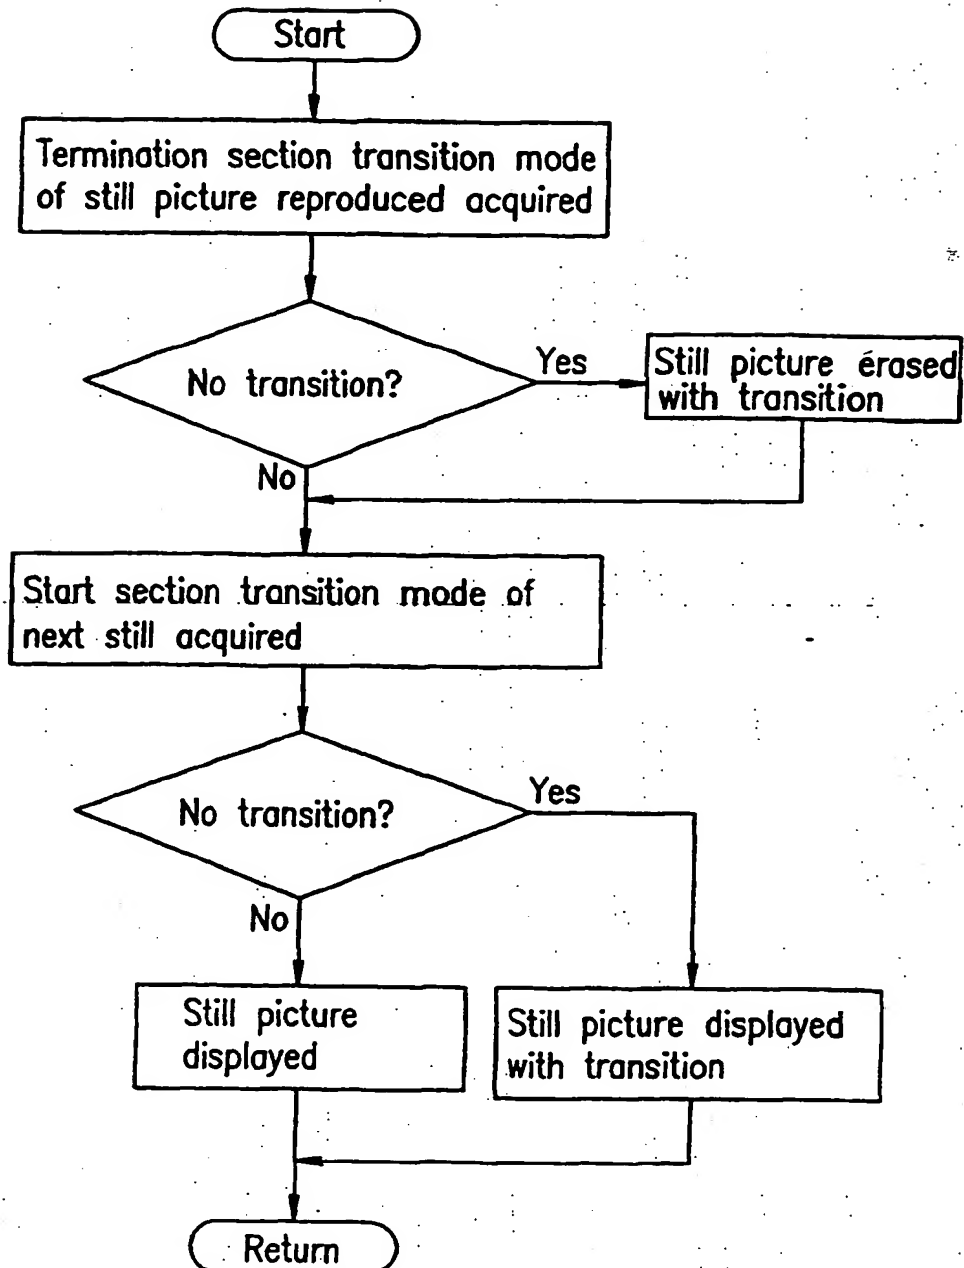 Start
Termination section transition mode
of still picture reproduced acquired
No transition?
Yes
Still picture erased
with transition
No
Start section transition mode of
next still acquired
No transition?
Yes
No
Still picture
displayed
Still picture displayed
with transition
Return